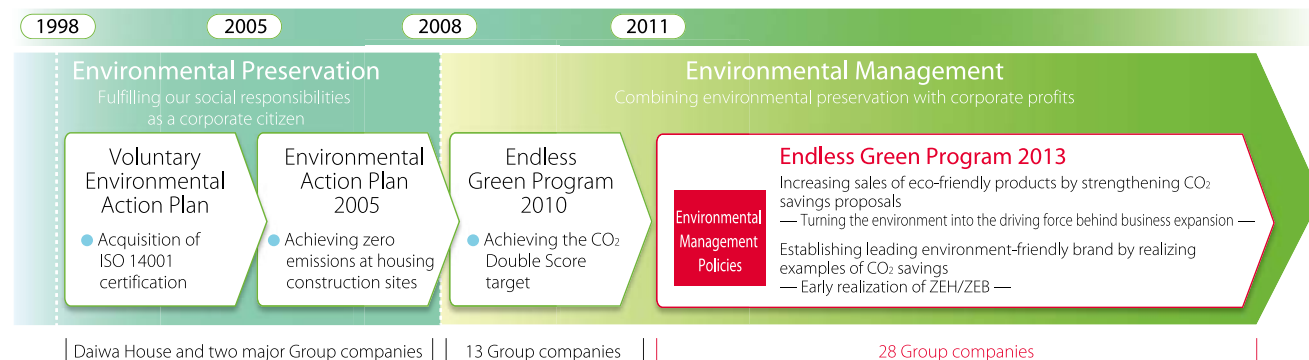 1998
2005
2008
2011
Environmental Preservation
Fulfilling our social responsibilities
as a corporate citizen
Environmental Management
Combining environmental preservation with corporate profits
Voluntary
Environmental
Action Plan
● Acquisition of
ISO 14001
certification
Environmental
Action Plan
2005
● Achieving zero
emissions at housing
construction sites
Endless
Green Program
2010
● Achieving the CO₂
Double Score
target
Environmental
Management
Policies
Endless Green Program 2013
Increasing sales of eco-friendly products by strengthening CO₂
savings proposals
— Turning the environment into the driving force behind business expansion —
Establishing leading environment-friendly brand by realizing
examples of CO₂ savings
— Early realization of ZEH/ZEB —
Daiwa House and two major Group companies
13 Group companies
28 Group companies